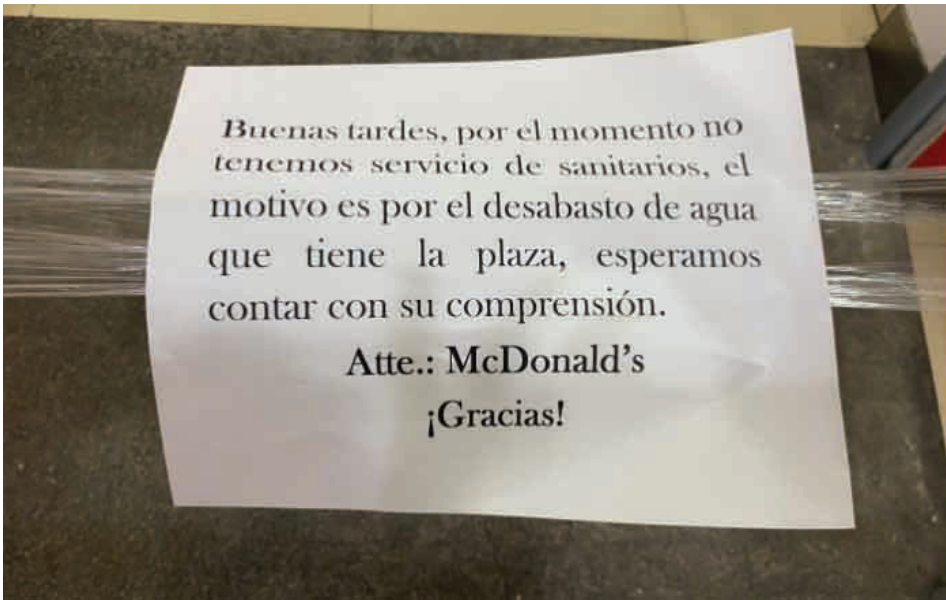 Buenas tardes, por el momento no
tenemos servicio de sanitarios, el
motivo es por el desabasto de agua
que tiene la plaza, esperamos
contar con su comprensión.
Atte.: McDonald’s
¡Gracias!